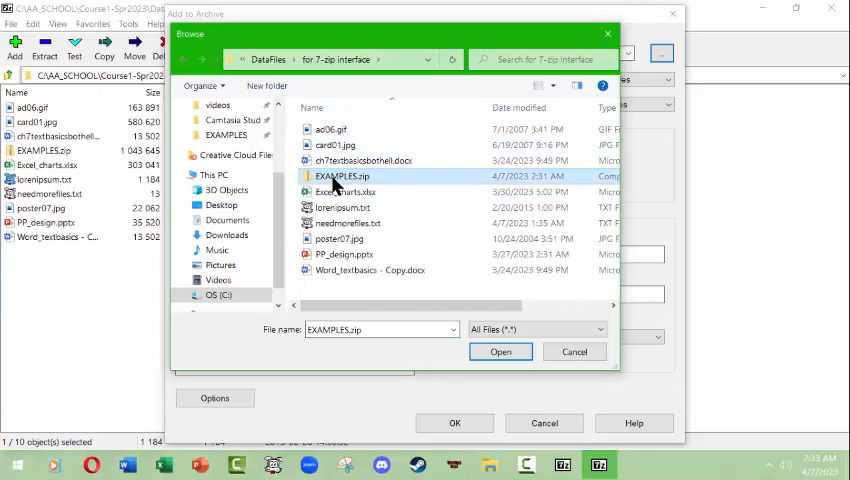 C:\AA_SCHOOL\Course1-Spr2023\Data
Add to Archive
File Edit View Favorites Tools
Browse
DataFiles > for 7-zip interface >
Search for 7-zip interface
Add Extract Test Copy Move
C:\AA_SCHOOL\Course1-Spr202
Organize New folder
Name Size
ad06.gif 163 891
card01.jpg 580 620
ch7textbasicsbothell... 13 502
EXAMPLES.zip 1 043 645
Excel_charts.xlsx 303 041
lorenipsum.txt
needmorefiles.txt
poster07.jpg 22 062
PP_design.pptx 35 520
Word_textbasics - C... 13 502
videos
Camtasia Stud
EXAMPLES
Creative Cloud File:
This PC
3D Objects
Desktop
Documents
Downloads
Music
Pictures
Videos
OS (C:)
Name Date modified Type
ad06.gif 7/1/2007 3:41 PM GIF F
card01.jpg 6/19/2007 9:16 PM JPG F
ch7textbasicsbothell.docx 3/24/2023 9:49 PM Micro
EXAMPLES.zip 4/7/2023 2:31 AM Comp
Excel_charts.xlsx 3/30/2023 5:02 PM Micro
lorenipsum.txt 2/20/2015 1:00 PM TXT F
needmorefiles.txt 4/7/2023 1:35 AM TXT F
poster07.jpg 10/24/2004 3:51 PM JPG F
PP_design.pptx 3/27/2023 2:31 AM Micro
Word_textbasics - Copy.docx 3/24/2023 9:49 PM Micro
File name: EXAMPLES.zip All Files (*.*)
Open Cancel
Options
OK Cancel Help
1 / 10 object(s) selected 1 184
2:33 AM
4/7/2023